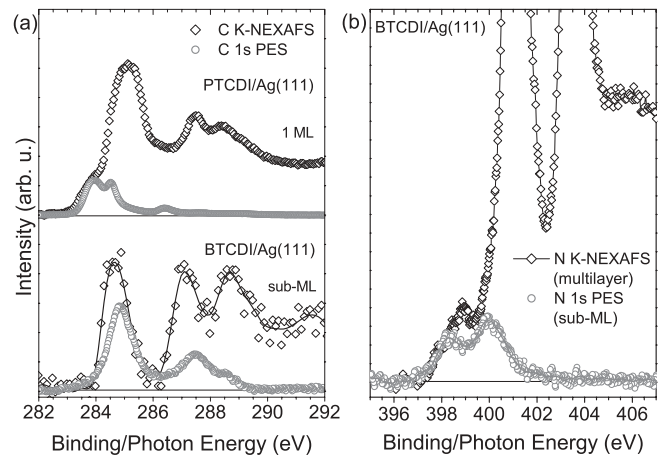 (a)
C K-NEXAFS
C 1s PES
PTCDI/Ag(111)
1 ML
BTCDI/Ag(111)
sub-ML
Intensity (arb. u.)
282 284 286 288 290 292
Binding/Photon Energy (eV)
(b)
BTCDI/Ag(111)
N K-NEXAFS
(multilayer)
N 1s PES
(sub-ML)
396 398 400 402 404 406
Binding/Photon Energy (eV)